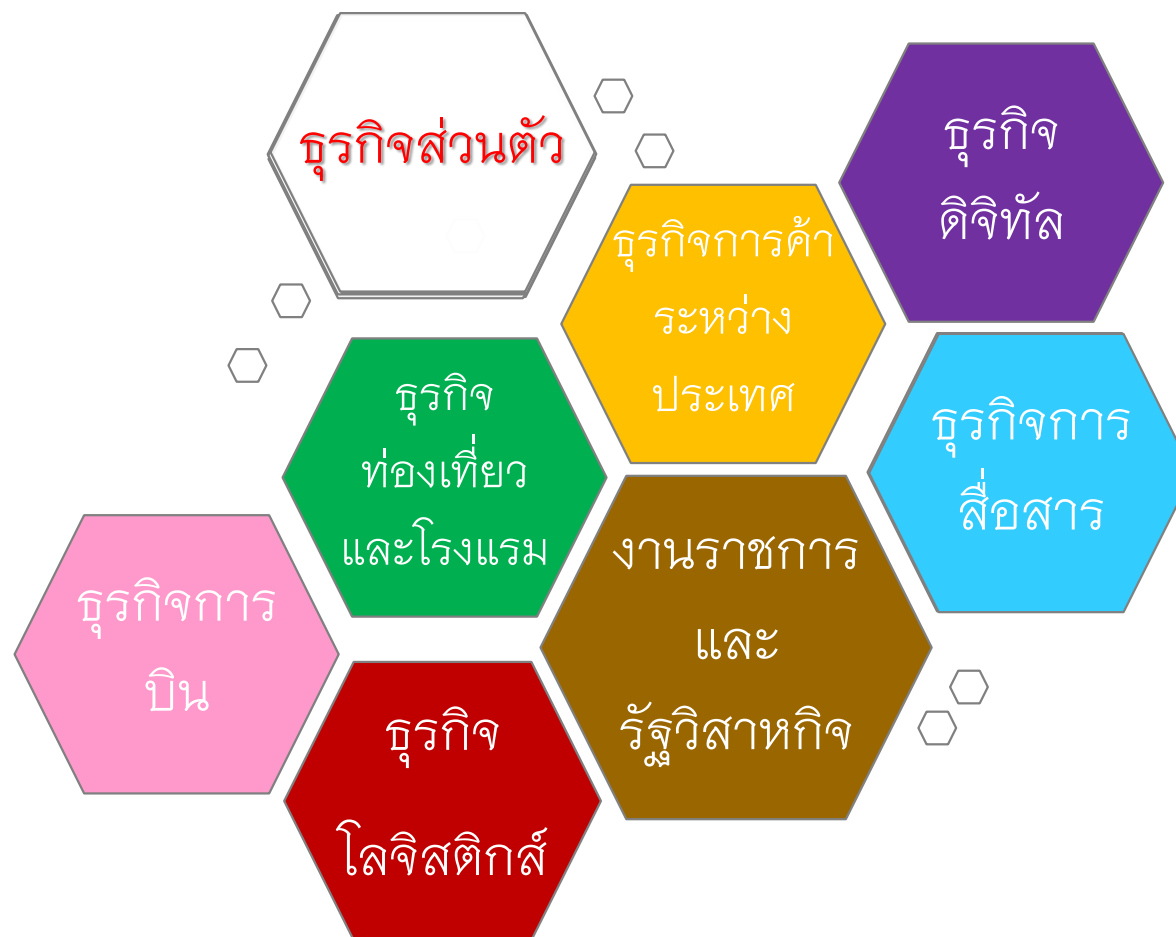 ธุรกิจส่วนตัว
ธุรกิจ
ดิจิทัล
ธุรกิจการค้า
ระหว่าง
ประเทศ
ธุรกิจ
ท่องเที่ยว
และโรงแรม
ธุรกิจการ
สื่อสาร
งานราชการ
และ
รัฐวิสาหกิจ
ธุรกิจการ
บิน
ธุรกิจ
โลจิสติกส์